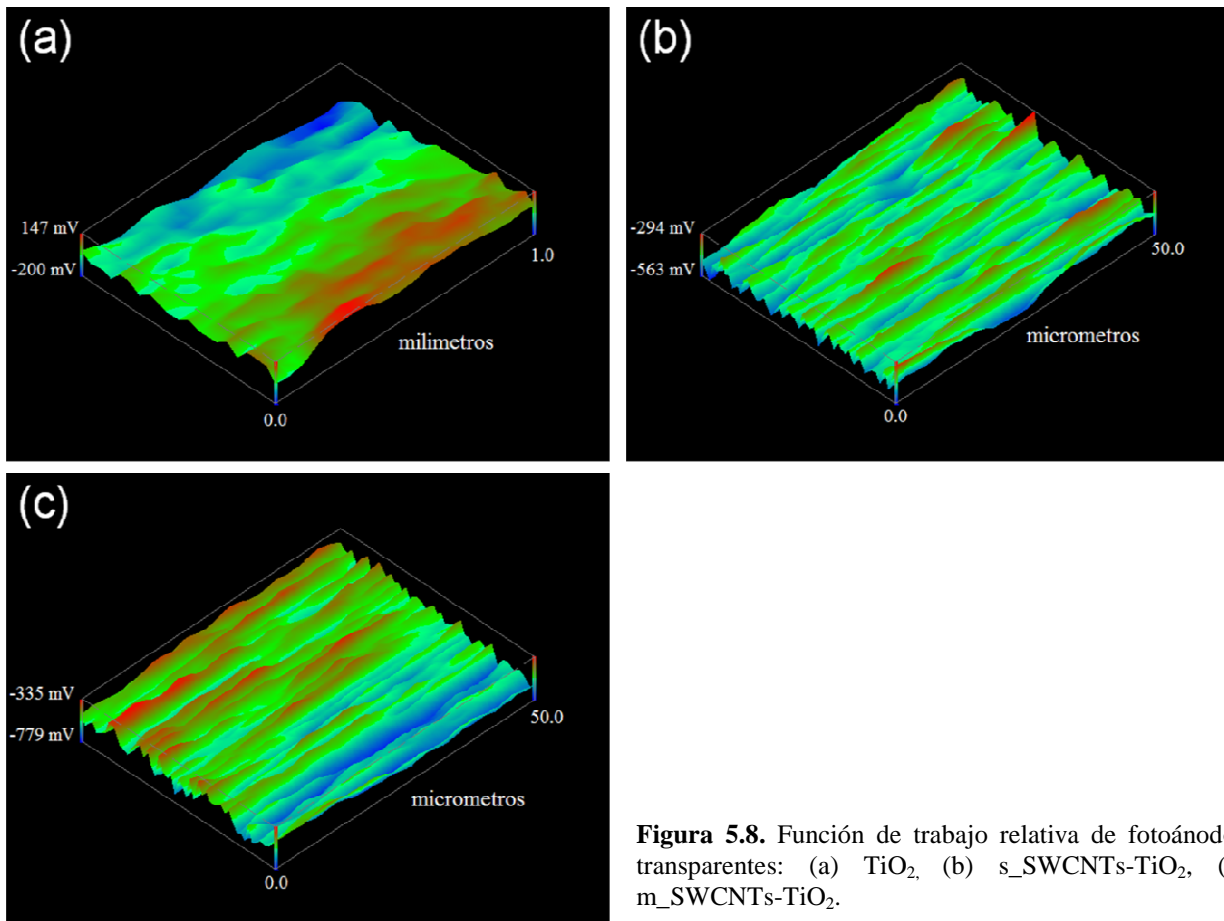 (a)
147 mV
-200 mV
1.0
milimetros
0.0
(b)
-294 mV
-563 mV
50.0
micrometros
0.0
(c)
-335 mV
-779 mV
50.0
micrometros
0.0
Figura 5.8. Función de trabajo relativa de fotoánod
transparentes: (a) TiO₂, (b) s_SWCNTs-TiO₂, (
m_SWCNTs-TiO₂.